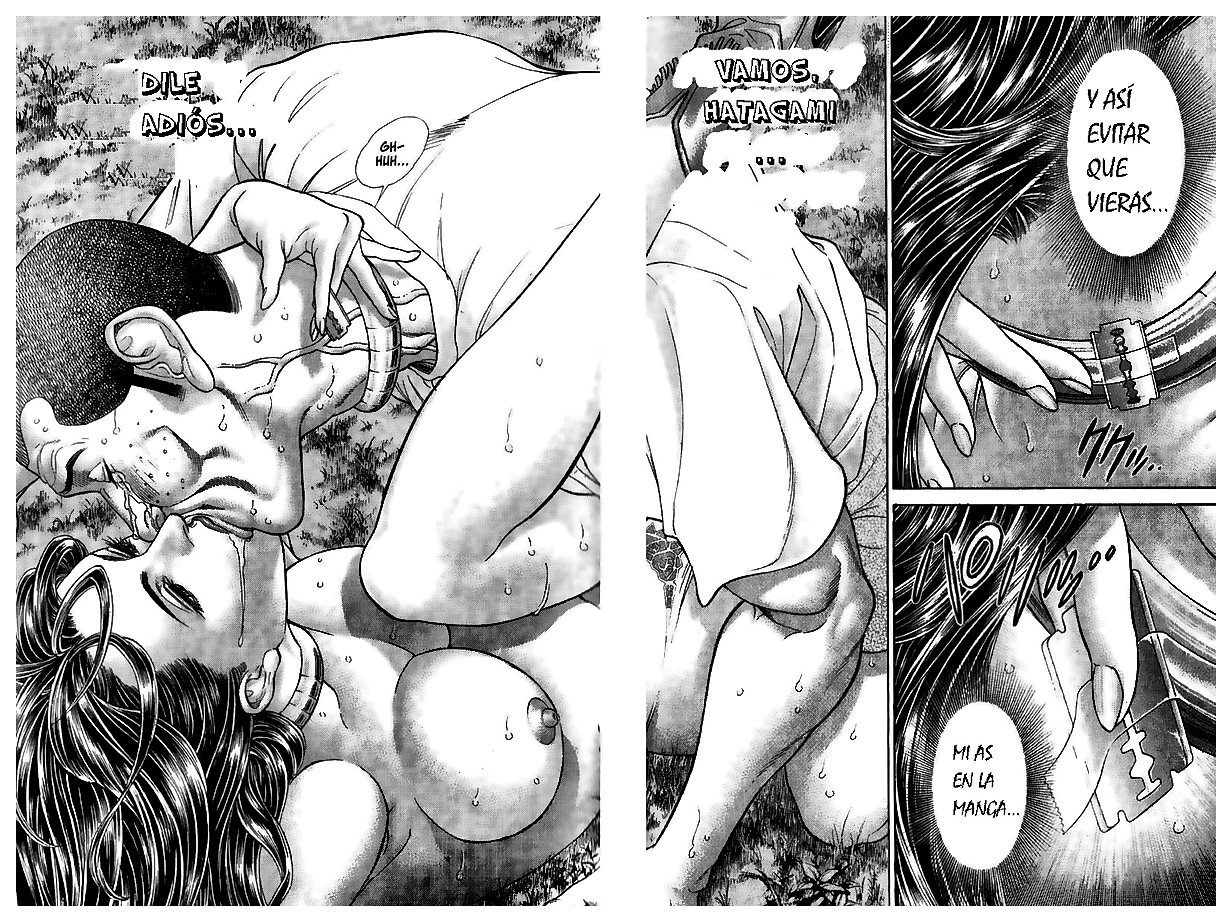 Y ASÍ
EVITAR
QUE
VIERAS...
MI AS
EN LA
MANGA...
VAMOS,
HATAGAMI
...
DILE
ADIÓS...
GH-
HUH...